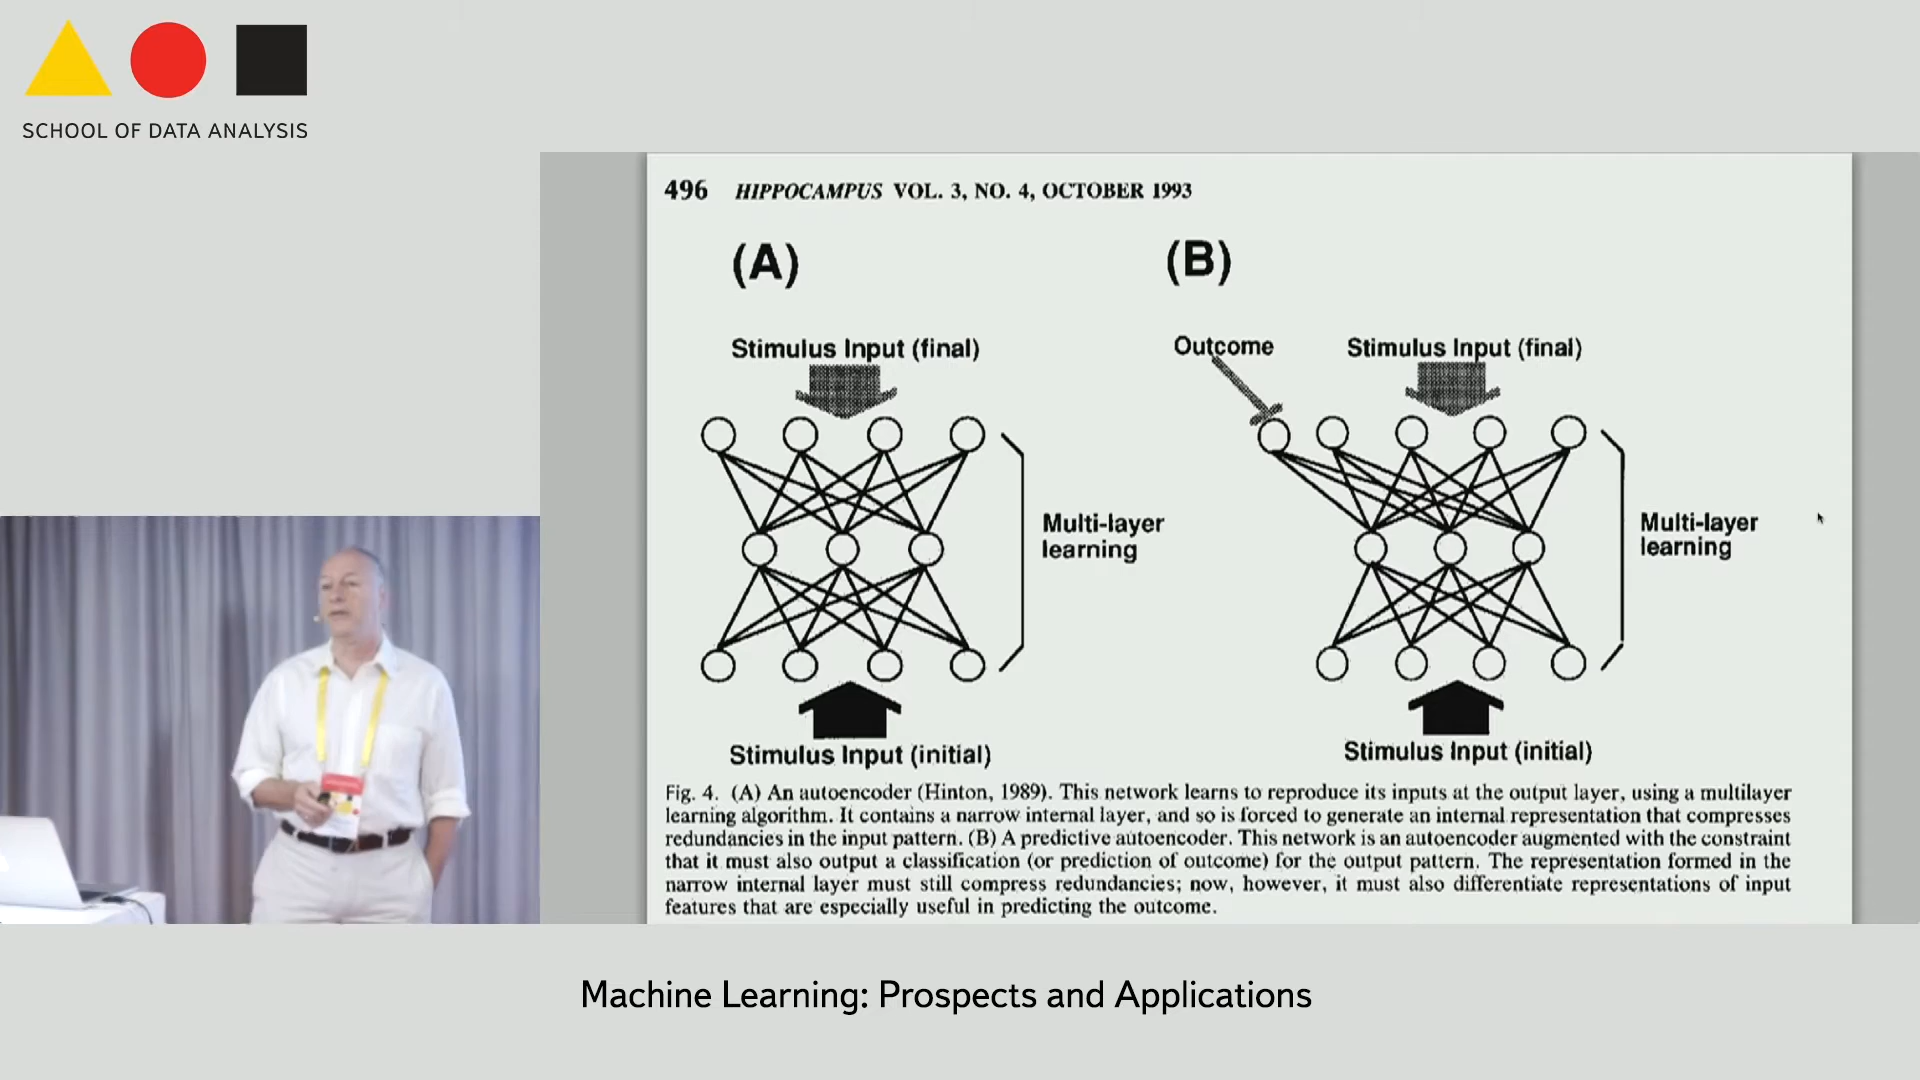 SCHOOL OF DATA ANALYSIS
496 HIPPOCAMPUS VOL. 3, NO. 4, OCTOBER 1993
(A)
(B)
Stimulus Input (final)
Outcome
Stimulus Input (final)
Multi-layer
learning
Multi-layer
learning
Stimulus Input (initial)
Stimulus Input (initial)
Fig. 4. (A) An autoencoder (Hinton, 1989). This network learns to reproduce its inputs at the output layer, using a multilayer
learning algorithm. It contains a narrow internal layer, and so is forced to generate an internal representation that compresses
redundancies in the input pattern. (B) A predictive autoencoder. This network is an autoencoder augmented with the constraint
that it must also output a classification (or prediction of outcome) for the output pattern. The representation formed in the
narrow internal layer must still compress redundancies; now, however, it must also differentiate representations of input
features that are especially useful in predicting the outcome.
Machine Learning: Prospects and Applications